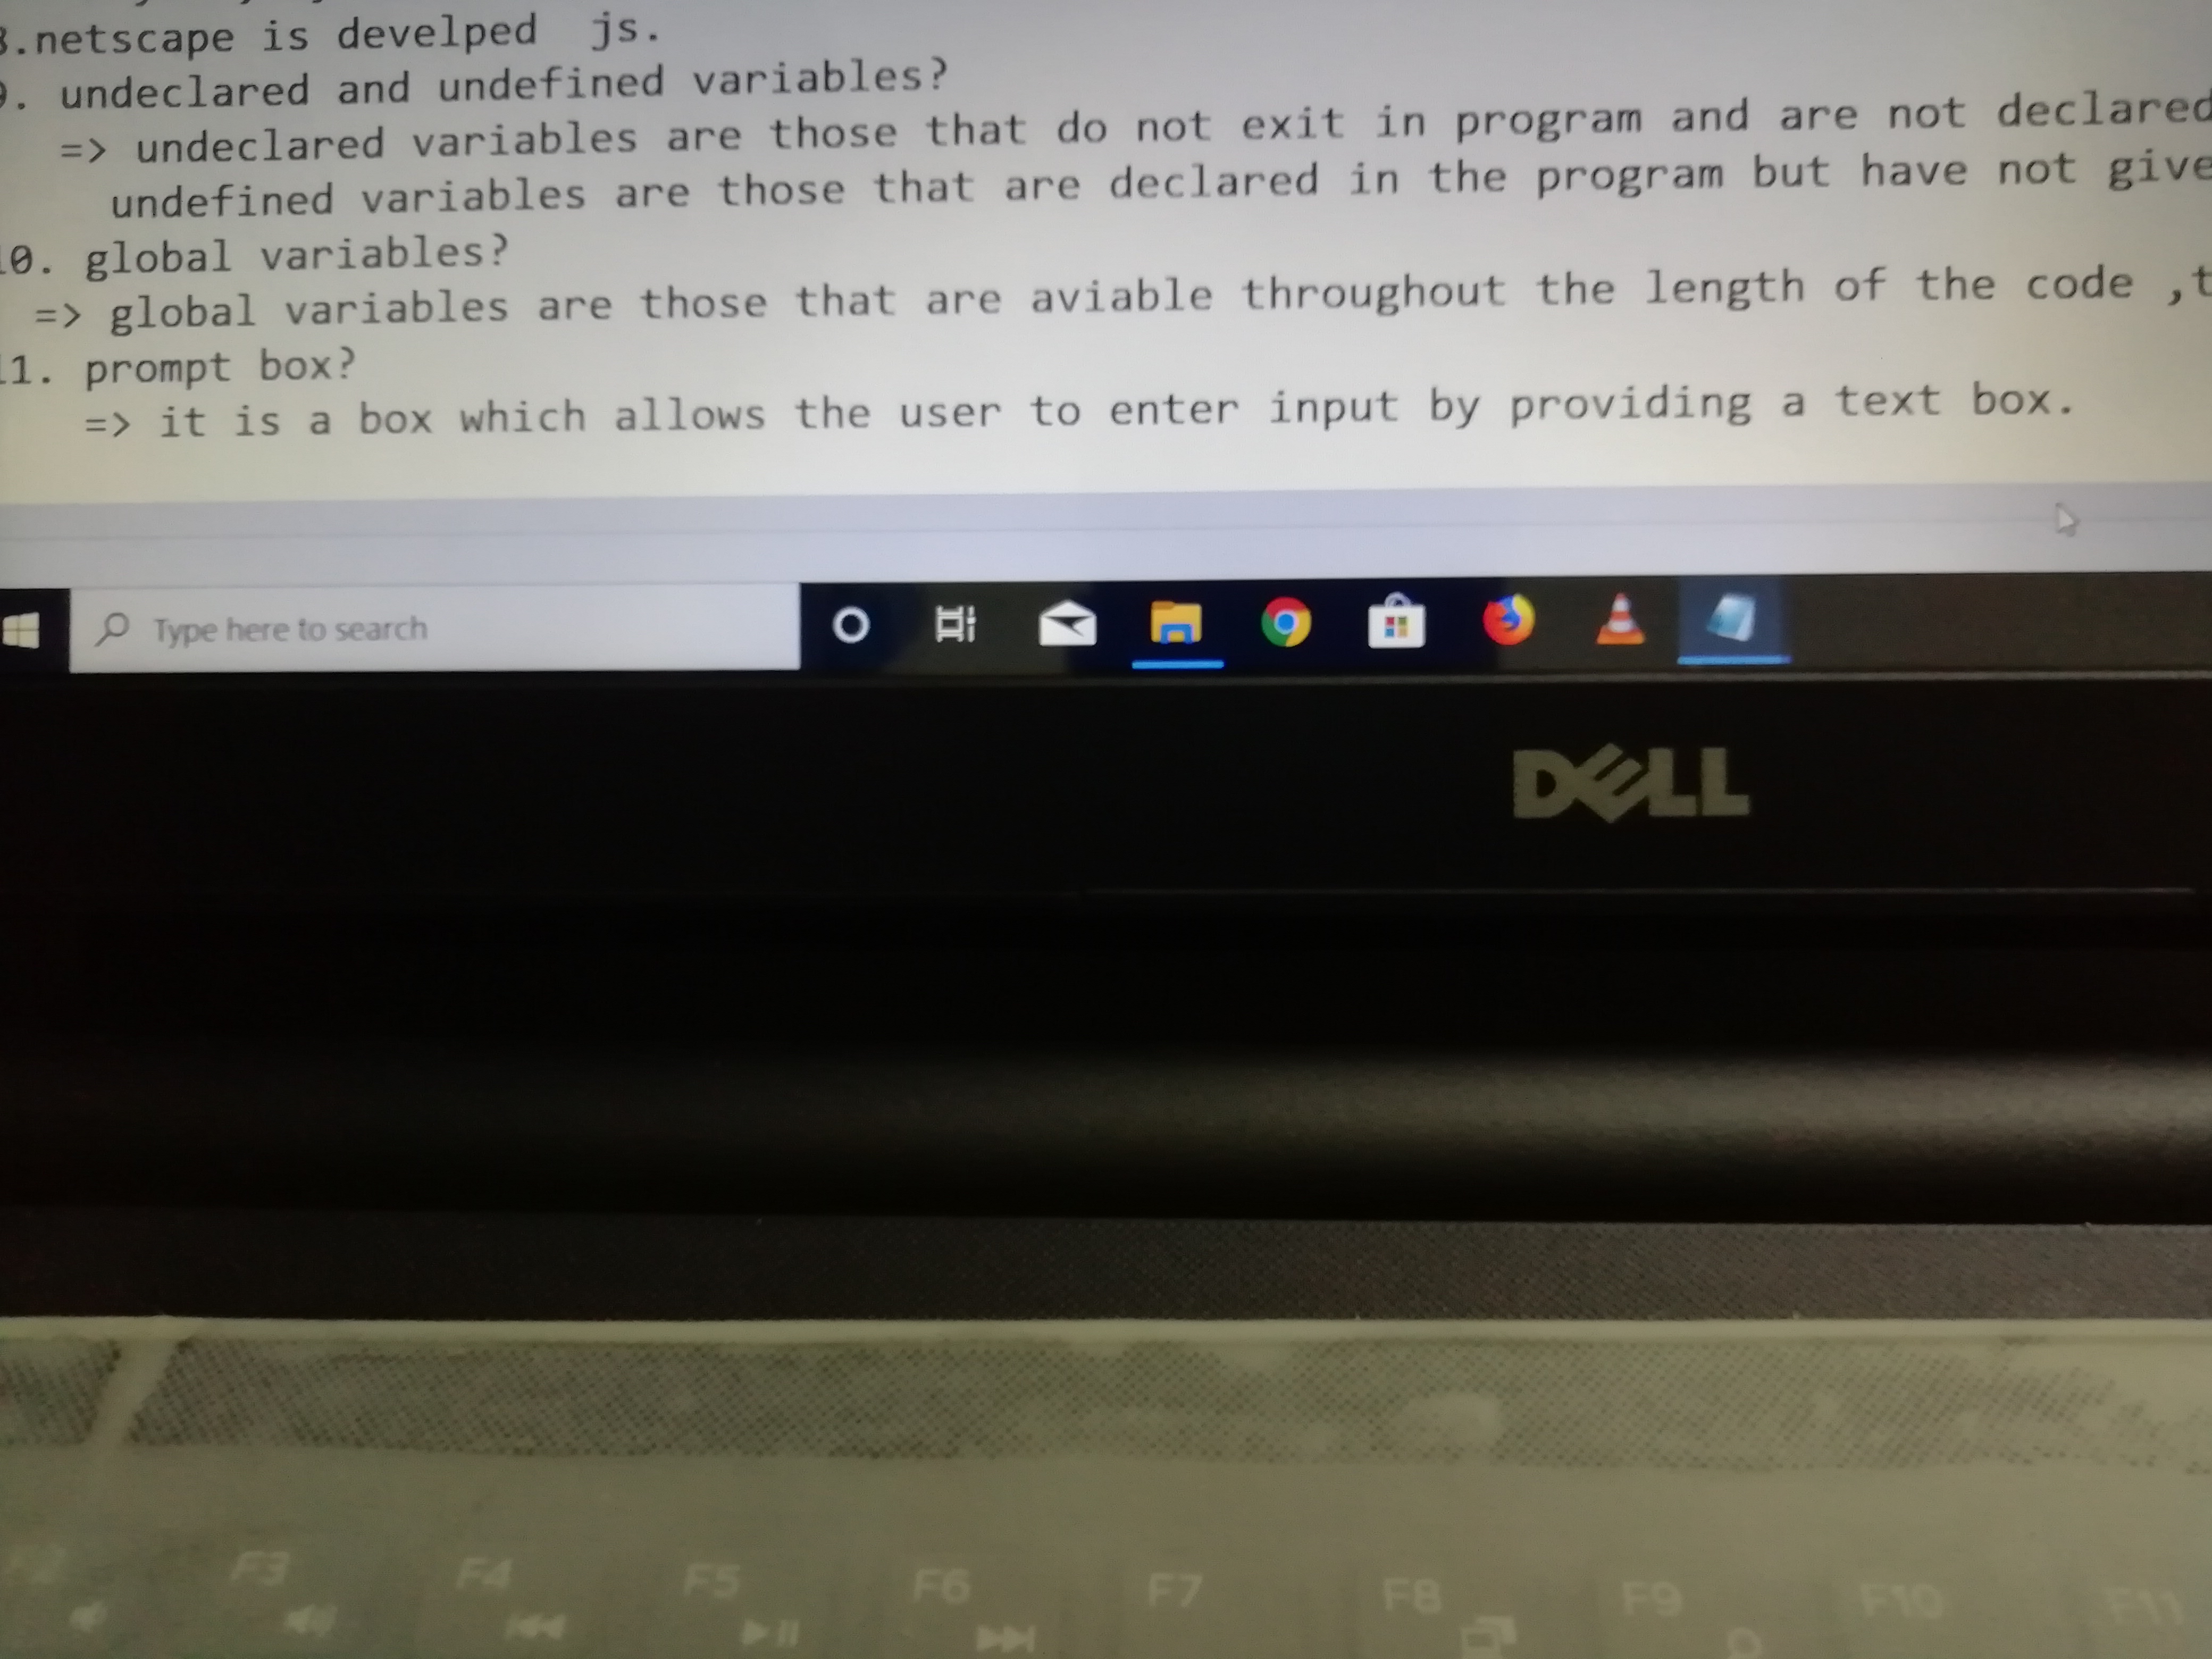 .netscape is develped  js.
. undeclared and undefined variables?
=> undeclared variables are those that do not exit in program and are not declared
undefined variables are those that are declared in the program but have not give
10. global variables?
=> global variables are those that are aviable throughout the length of the code ,t
11. prompt box?
=> it is a box which allows the user to enter input by providing a text box.
Type here to search
DELL
F2 F3 F4 F5 F6 F7 F8 F9 F10 F11